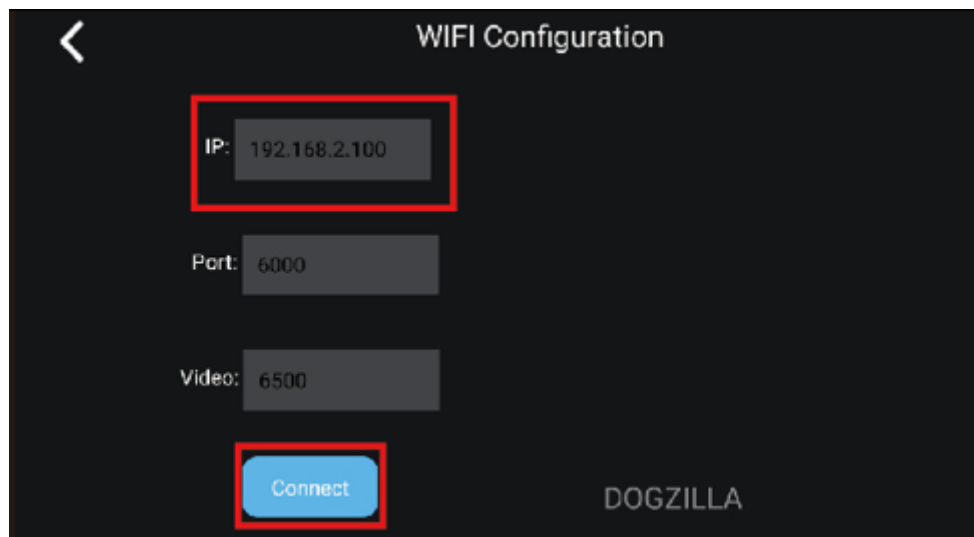 WIFI Configuration
IP: 192.168.2.100
Port: 6000
Video: 6500
Connect
DOGZILLA